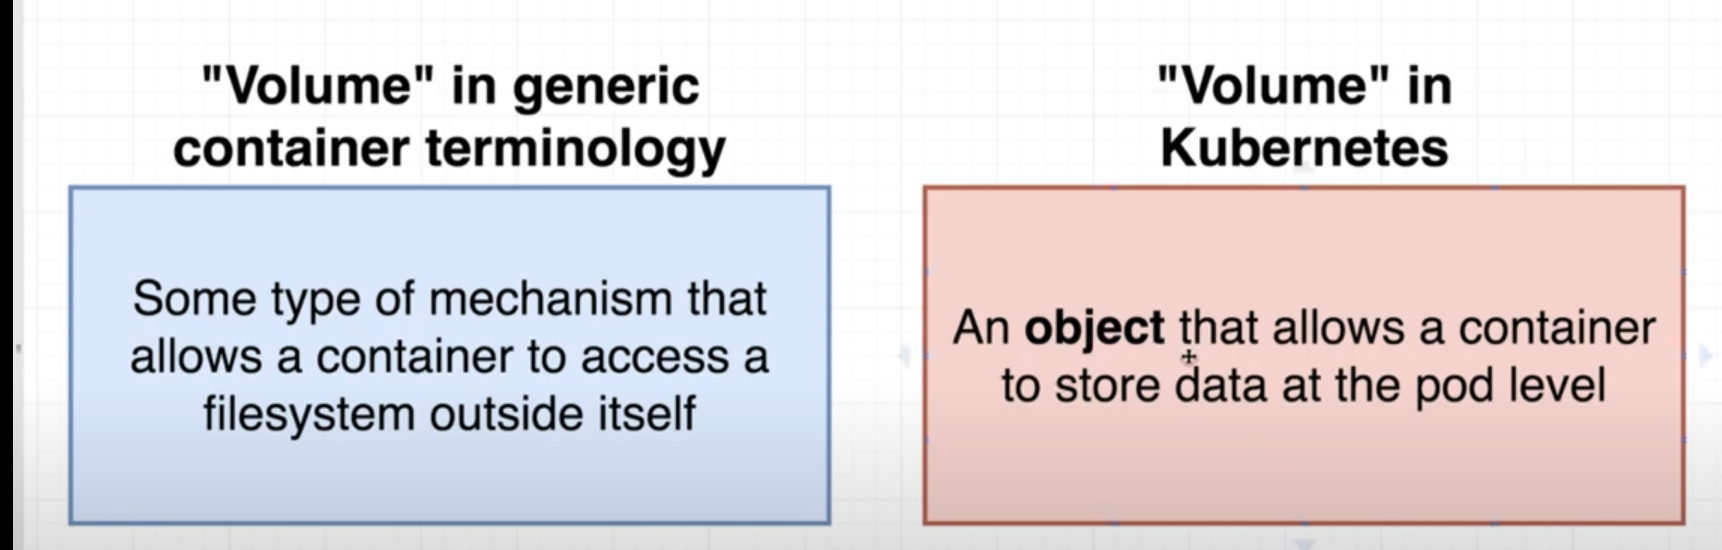 "Volume" in generic
container terminology
Some type of mechanism that
allows a container to access a
filesystem outside itself
"Volume" in
Kubernetes
An object that allows a container
to store data at the pod level